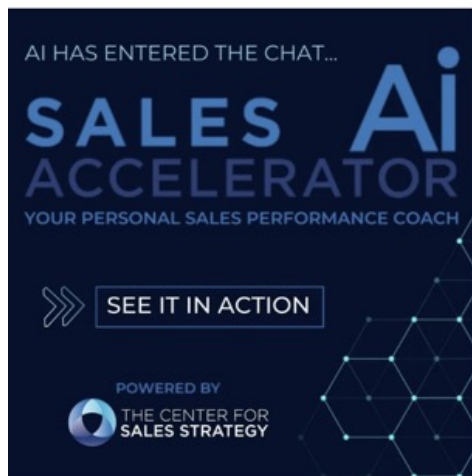 AI HAS ENTERED THE CHAT...
SALES Ai
ACCELERATOR
YOUR PERSONAL SALES PERFORMANCE COACH
SEE IT IN ACTION
POWERED BY
THE CENTER FOR
SALES STRATEGY